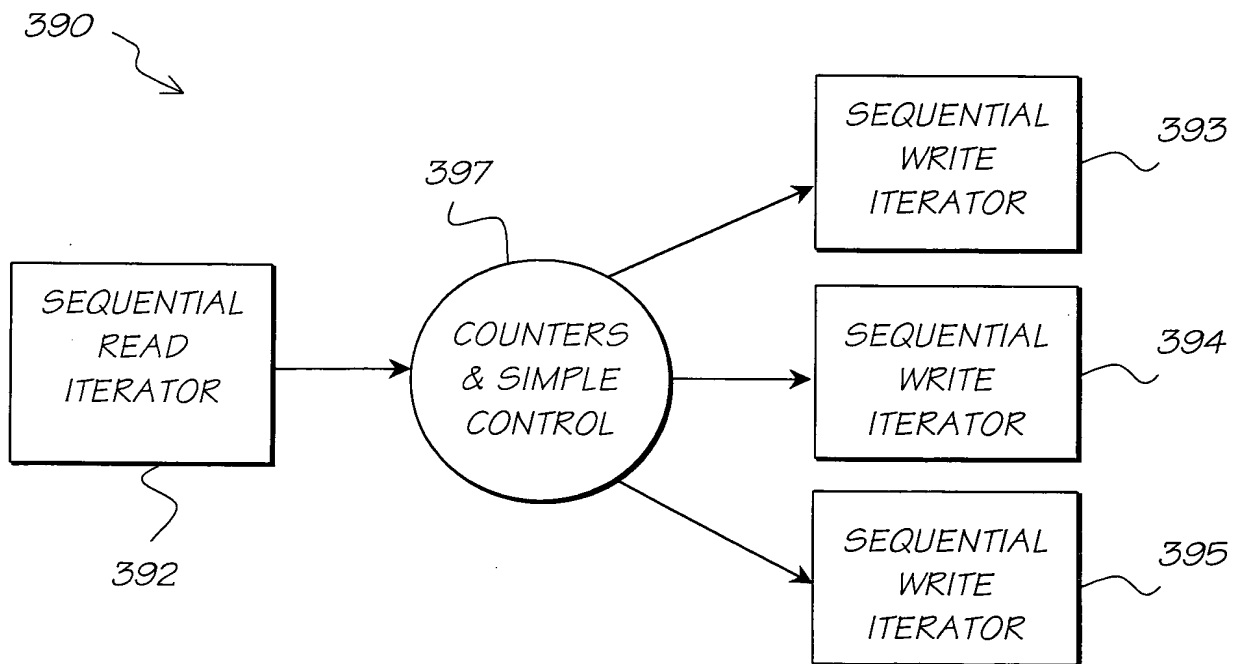 390
SEQUENTIAL
WRITE
ITERATOR
393
397
SEQUENTIAL
READ
ITERATOR
392
COUNTERS
& SIMPLE
CONTROL
SEQUENTIAL
WRITE
ITERATOR
394
SEQUENTIAL
WRITE
ITERATOR
395